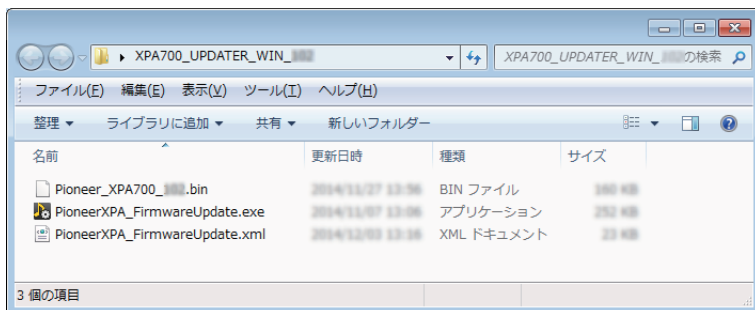 XPA700_UPDATER_WIN_
XPA700_UPDATER_WIN_ の検索
ファイル(F) 編集(E) 表示(V) ツール(T) ヘルプ(H)
整理 ライブラリに追加 共有 新しいフォルダー
名前 更新日時 種類 サイズ
Pioneer_XPA700_ .bin BIN ファイル
PioneerXPA_FirmwareUpdate.exe アプリケーション
PioneerXPA_FirmwareUpdate.xml XML ドキュメント
3 個の項目